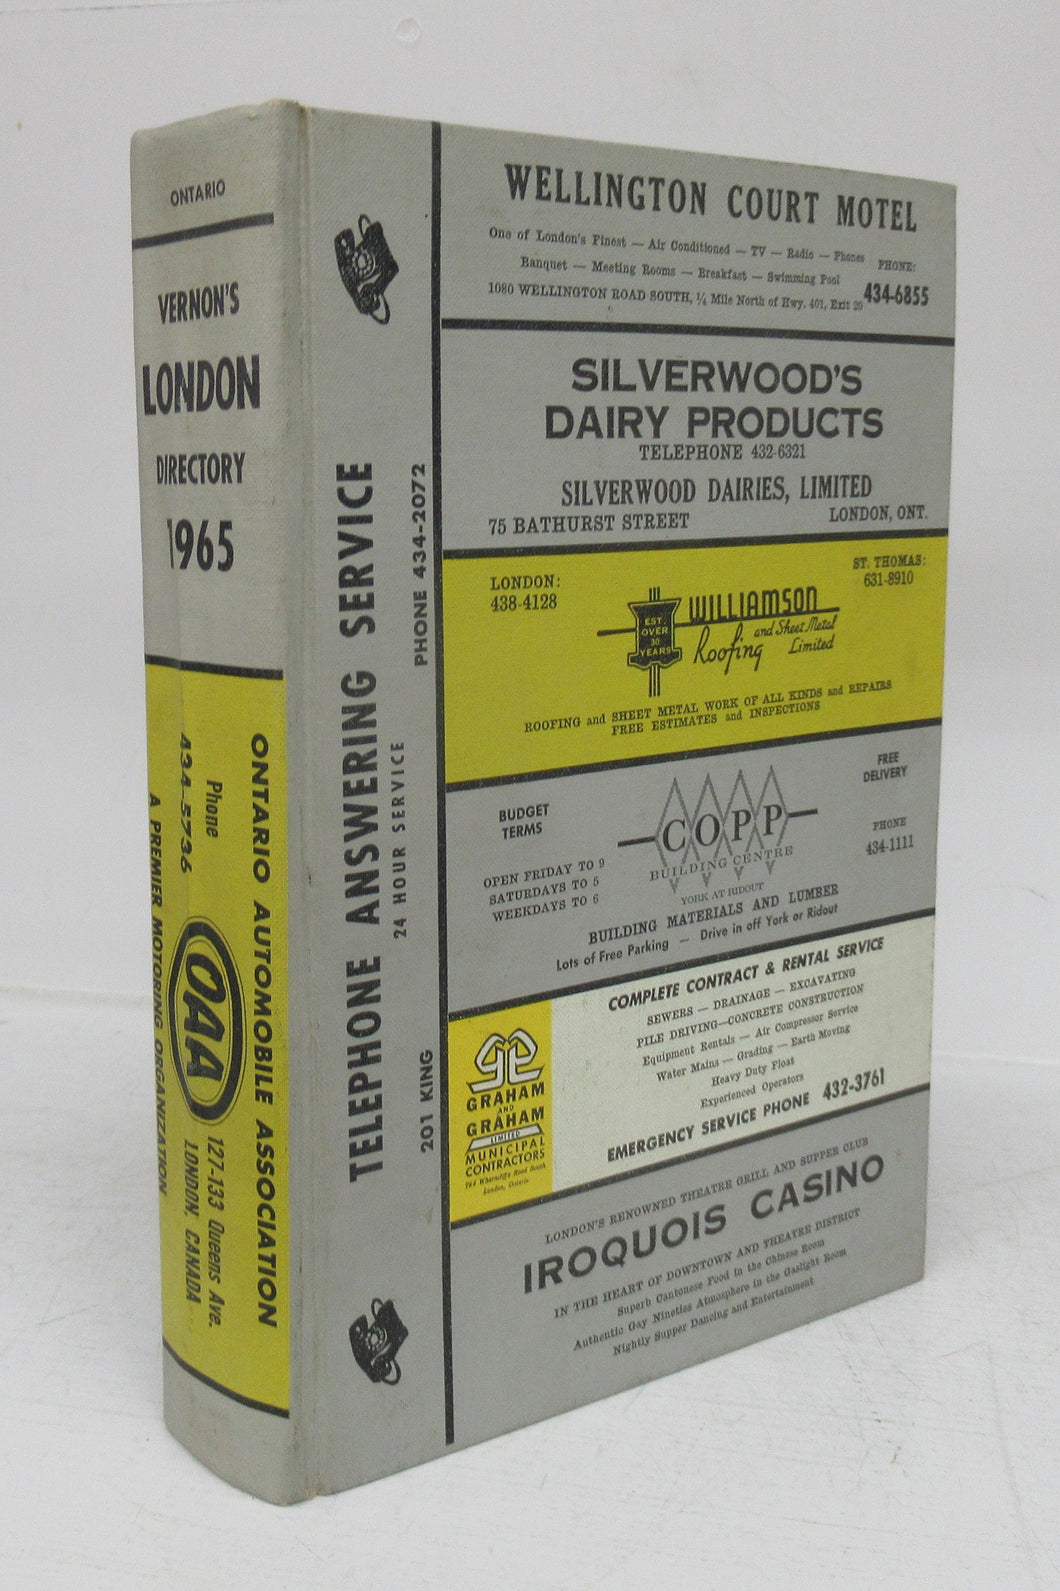 ONTARIO
VERNON'S
LONDON
DIRECTORY
1965
ONTARIO AUTOMOBILE ASSOCIATION
Phone
434-5736
OAA
127-133 Queens Ave.
LONDON, CANADA
A PREMIER MOTORING ORGANIZATION
TELEPHONE ANSWERING SERVICE
24 HOUR SERVICE
201 KING
PHONE 434-2072
WELLINGTON COURT MOTEL
One of London's Finest — Air Conditioned — TV — Radio — Phones
Banquet — Meeting Rooms — Breakfast — Swimming Pool
1080 WELLINGTON ROAD SOUTH, ¼ Mile North of Hwy. 401, Exit 20
PHONE:
434-6855
SILVERWOOD'S
DAIRY PRODUCTS
TELEPHONE 432-6321
SILVERWOOD DAIRIES, LIMITED
75 BATHURST STREET LONDON, ONT.
LONDON:
438-4128
ST. THOMAS:
631-8910
EST.
OVER
30
YEARS
WILLIAMSON
Roofing and Sheet Metal
Limited
ROOFING and SHEET METAL WORK OF ALL KINDS and REPAIRS
FREE ESTIMATES and INSPECTIONS
BUDGET
TERMS
OPEN FRIDAY TO 9
SATURDAYS TO 5
WEEKDAYS TO 6
COPP
BUILDING CENTRE
YORK AT RIDOUT
FREE
DELIVERY
PHONE
434-1111
BUILDING MATERIALS AND LUMBER
Lots of Free Parking — Drive in off York or Ridout
GRAHAM
AND
GRAHAM
LIMITED
MUNICIPAL
CONTRACTORS
Wharncliffe Road South
London, Ontario
COMPLETE CONTRACT & RENTAL SERVICE
SEWERS — DRAINAGE — EXCAVATING
PILE DRIVING—CONCRETE CONSTRUCTION
Equipment Rentals — Air Compressor Service
Water Mains — Grading — Earth Moving
Heavy Duty Float
Experienced Operators
EMERGENCY SERVICE PHONE 432-3761
LONDON'S RENOWNED THEATRE GRILL AND SUPPER CLUB
IROQUOIS CASINO
IN THE HEART OF DOWNTOWN AND THEATRE DISTRICT
Superb Cantonese Food in the Chinese Room
Authentic Gay Nineties Atmosphere in the Gaslight Room
Nightly Supper Dancing and Entertainment